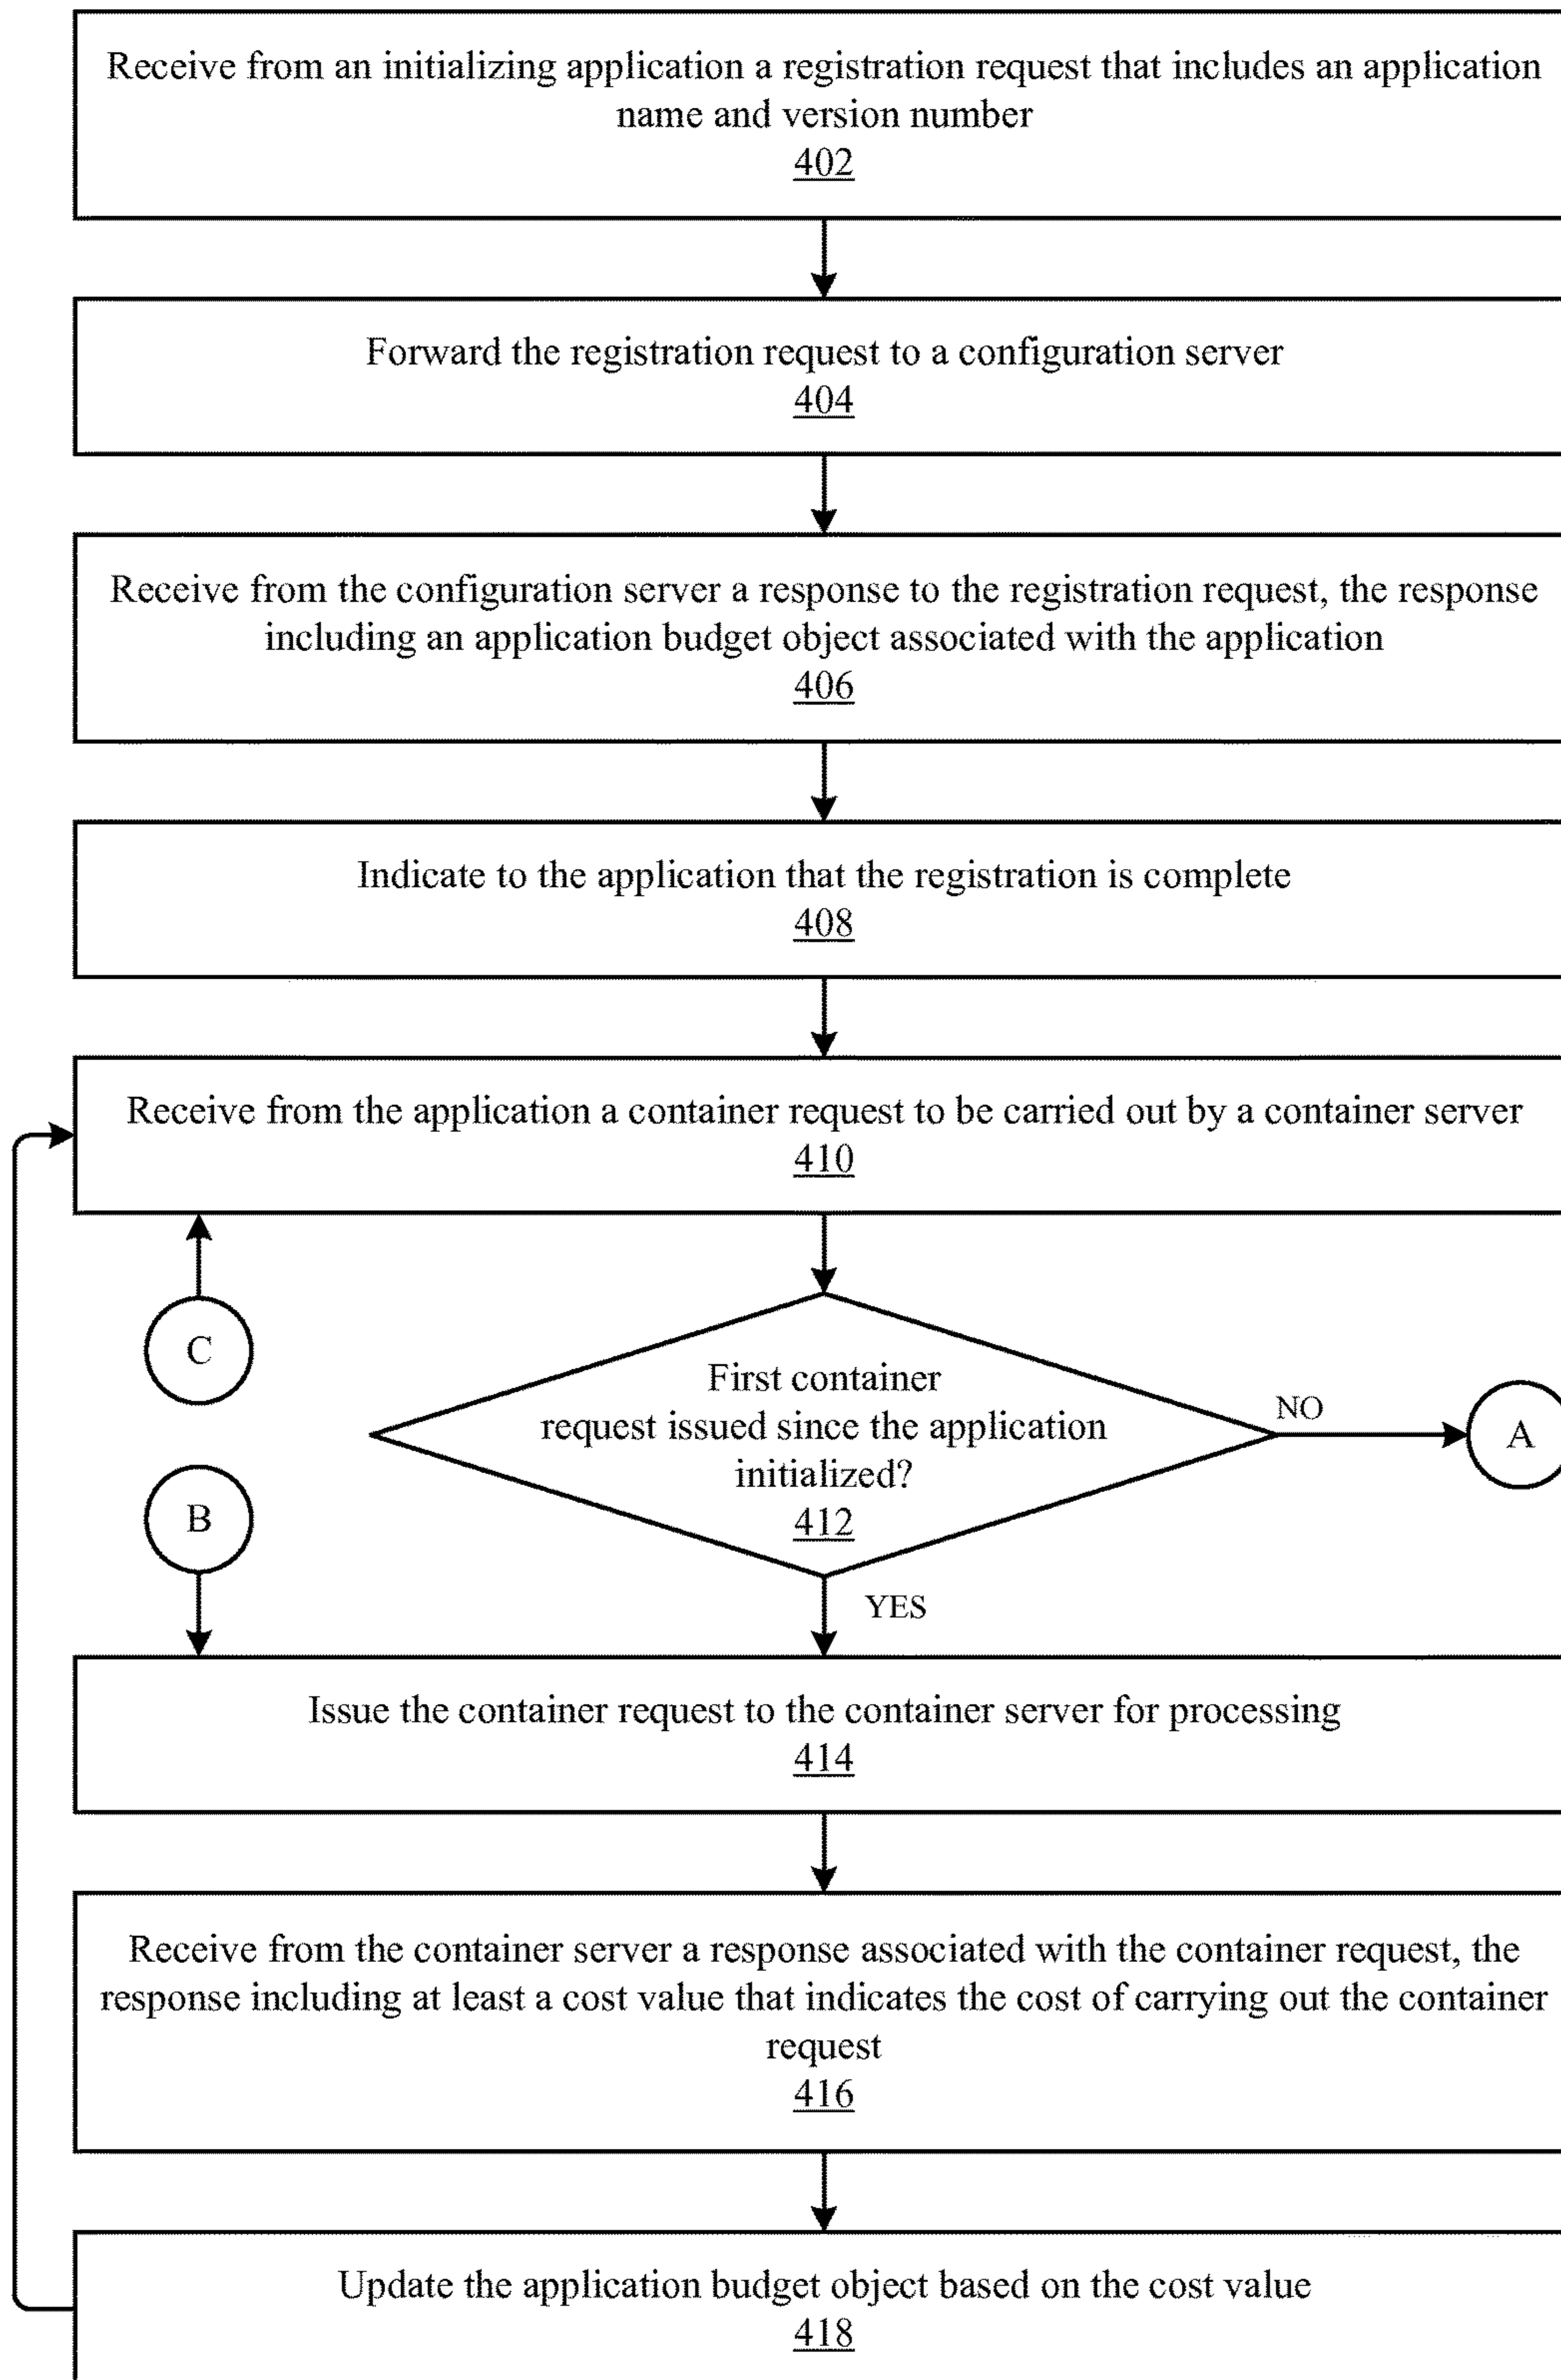 Receive from an initializing application a registration request that includes an application
name and version number
402
Forward the registration request to a configuration server
404
Receive from the configuration server a response to the registration request, the response
including an application budget object associated with the application
406
Indicate to the application that the registration is complete
408
Receive from the application a container request to be carried out by a container server
410
C
First container
request issued since the application
initialized?
412
NO
A
B
YES
Issue the container request to the container server for processing
414
Receive from the container server a response associated with the container request, the
response including at least a cost value that indicates the cost of carrying out the container
request
416
Update the application budget object based on the cost value
418